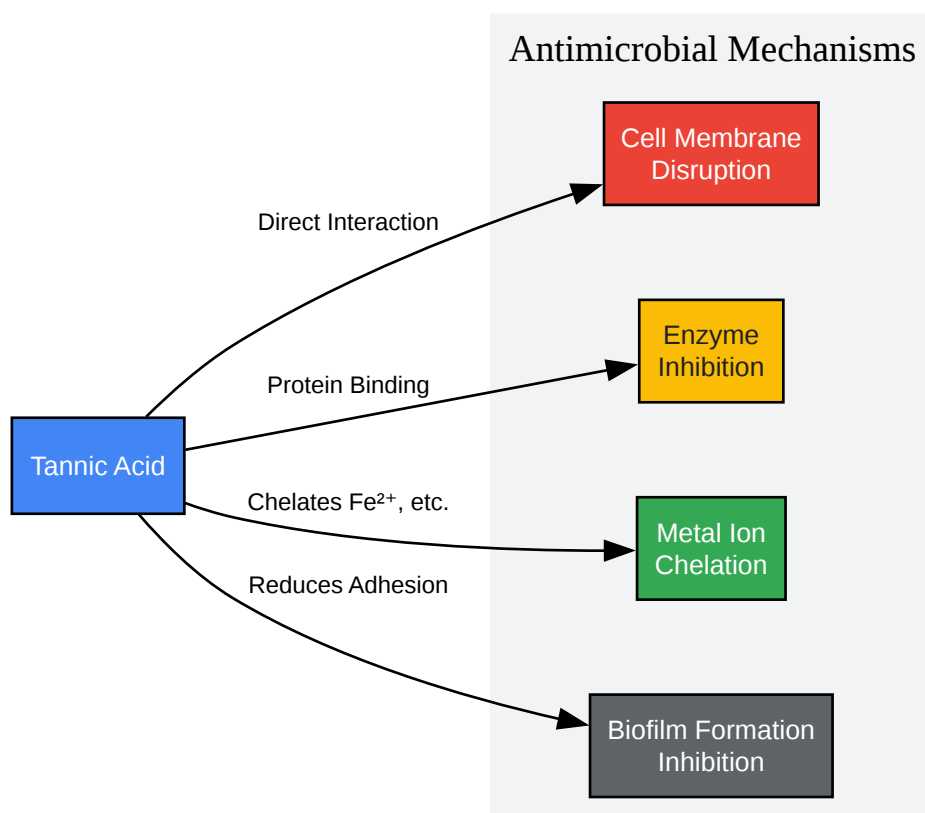 Antimicrobial Mechanisms
Cell Membrane
Disruption
Direct Interaction
Enzyme
Inhibition
Protein Binding
Tannic Acid
Chelates Fe²⁺, etc.
Metal Ion
Chelation
Reduces Adhesion
Biofilm Formation
Inhibition